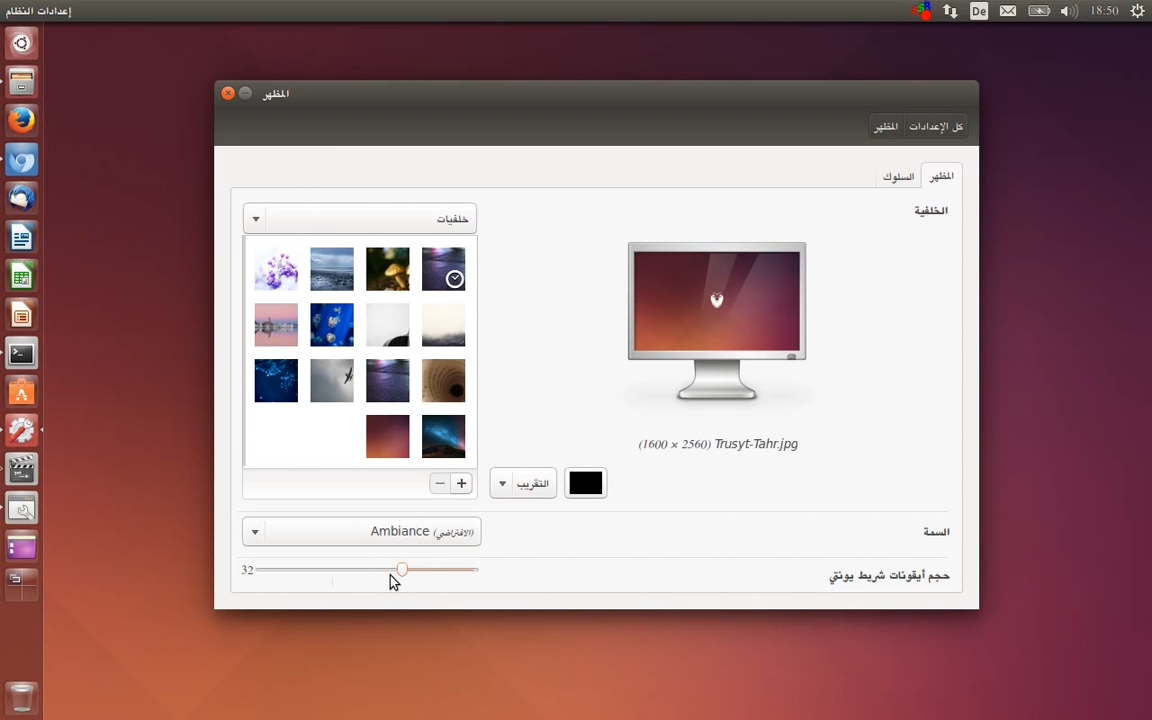 إعدادات النظام
De
18:50
المظهر
كل الإعدادات
المظهر
المظهر
السلوك
الخلفية
خلفيات
(1600 × 2560) Trusyt-Tahr.jpg
التقريب
السمة
Ambiance (الافتراضي)
حجم أيقونات شريط يونتي
32